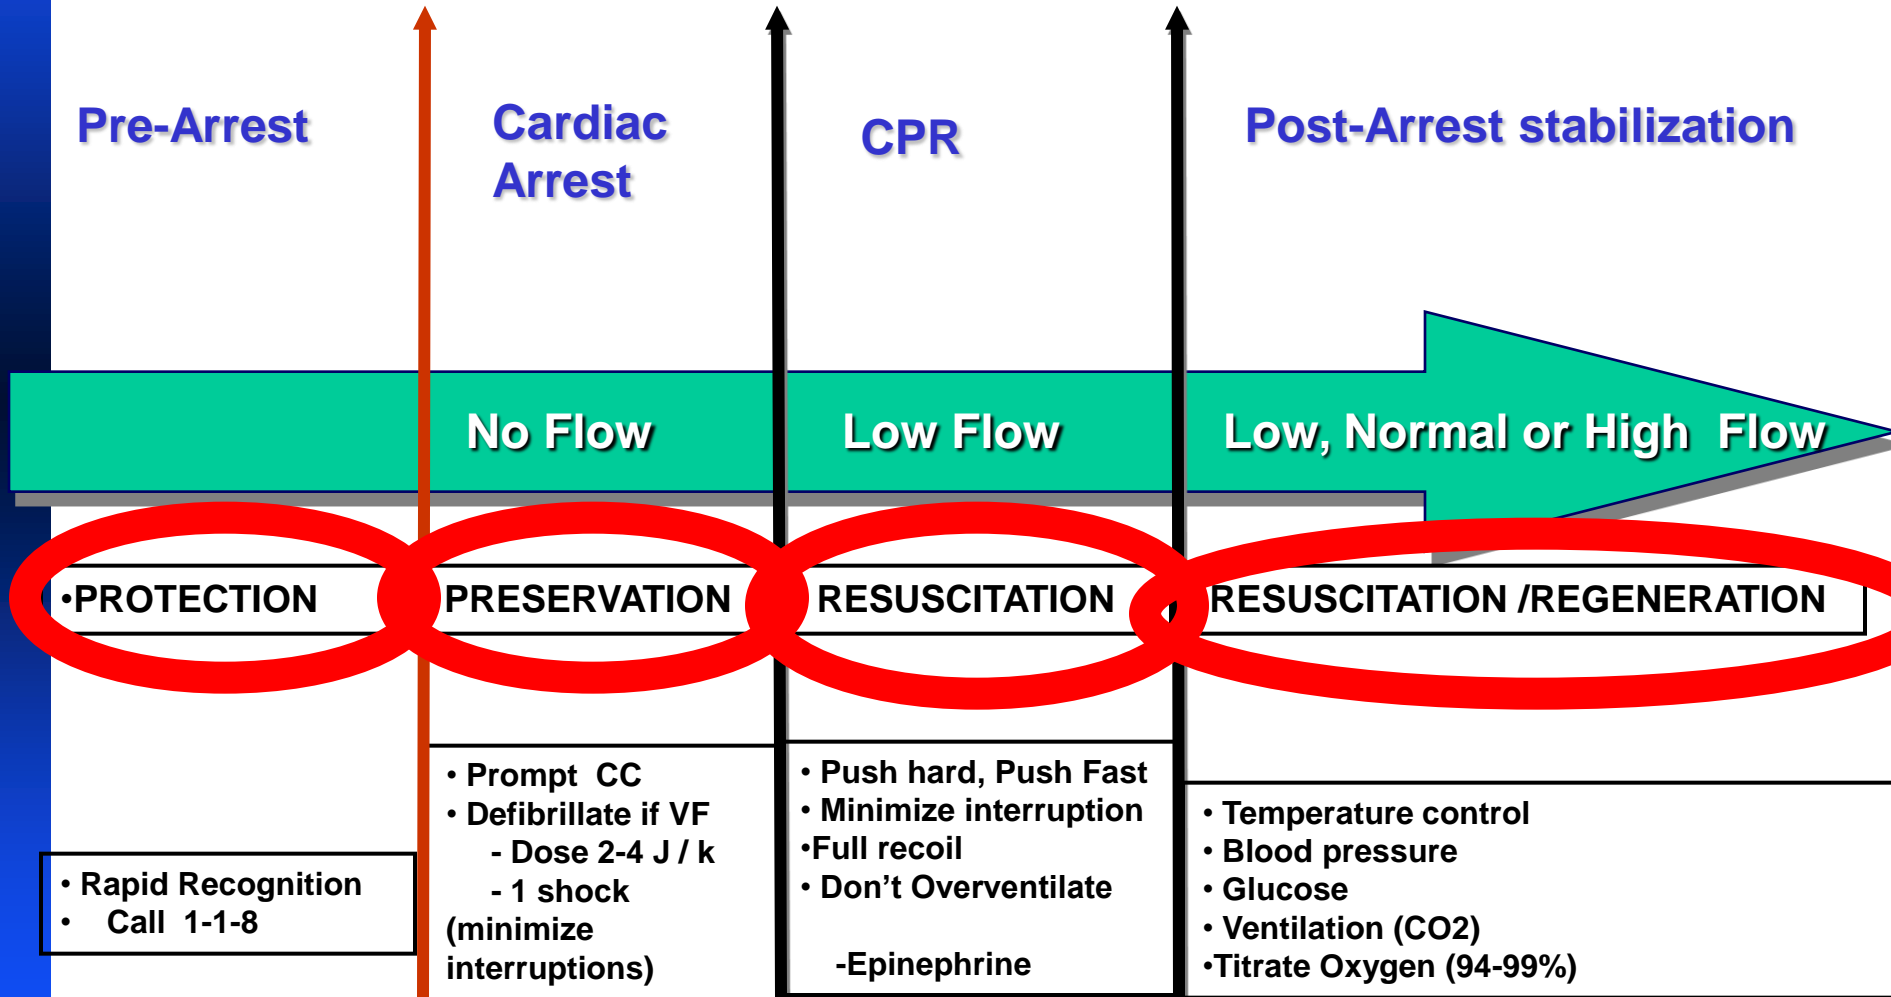 Pre-Arrest
Cardiac
Arrest
CPR
Post-Arrest stabilization
No Flow
Low Flow
Low, Normal or High Flow
•PROTECTION
PRESERVATION
RESUSCITATION
RESUSCITATION /REGENERATION
• Rapid Recognition
• Call 1-1-8
• Prompt CC
• Defibrillate if VF
- Dose 2-4 J / k
- 1 shock
(minimize
interruptions)
• Push hard, Push Fast
• Minimize interruption
•Full recoil
• Don’t Overventilate
-Epinephrine
• Temperature control
• Blood pressure
• Glucose
• Ventilation (CO2)
•Titrate Oxygen (94-99%)